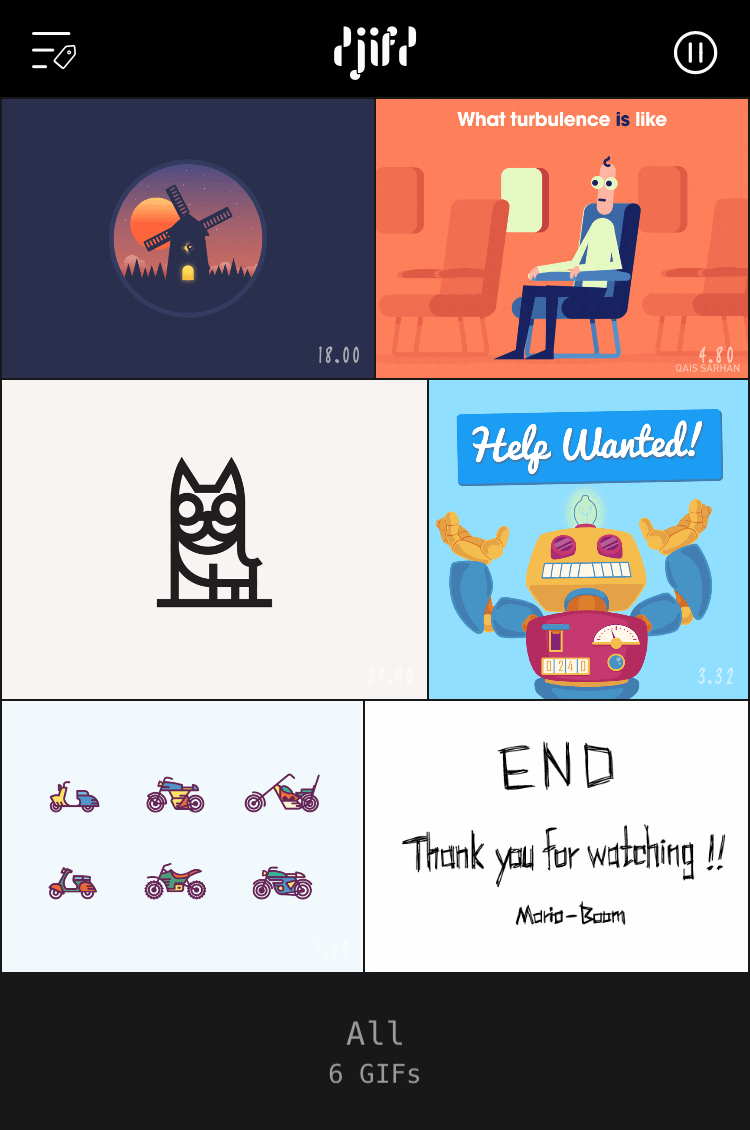 jif
What turbulence is like
18.00
4.80
QAIS SARHAN
Help Wanted!
0240
34.90
3.32
END
Thank you for watching !!
Mario-Boom
7.80
All
6 GIFs